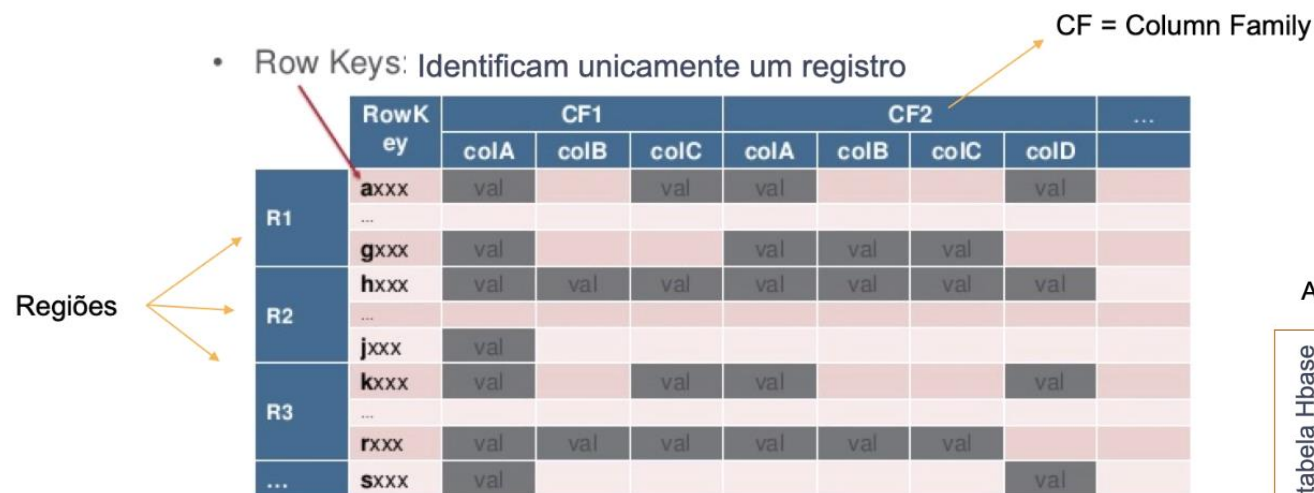 CF = Column Family
• Row Keys: Identificam unicamente um registro
RowK
ey
CF1
CF2
...
colA colB colC colA colB colC colD
R1
axxx val val val val
...
gxxx val val val val
R2
hxxx val val val val val val val
...
jxxx val
R3
kxxx val val val val
...
rxxx val val val val val val
... sxxx val val
Regiões
A
tabela Hbase